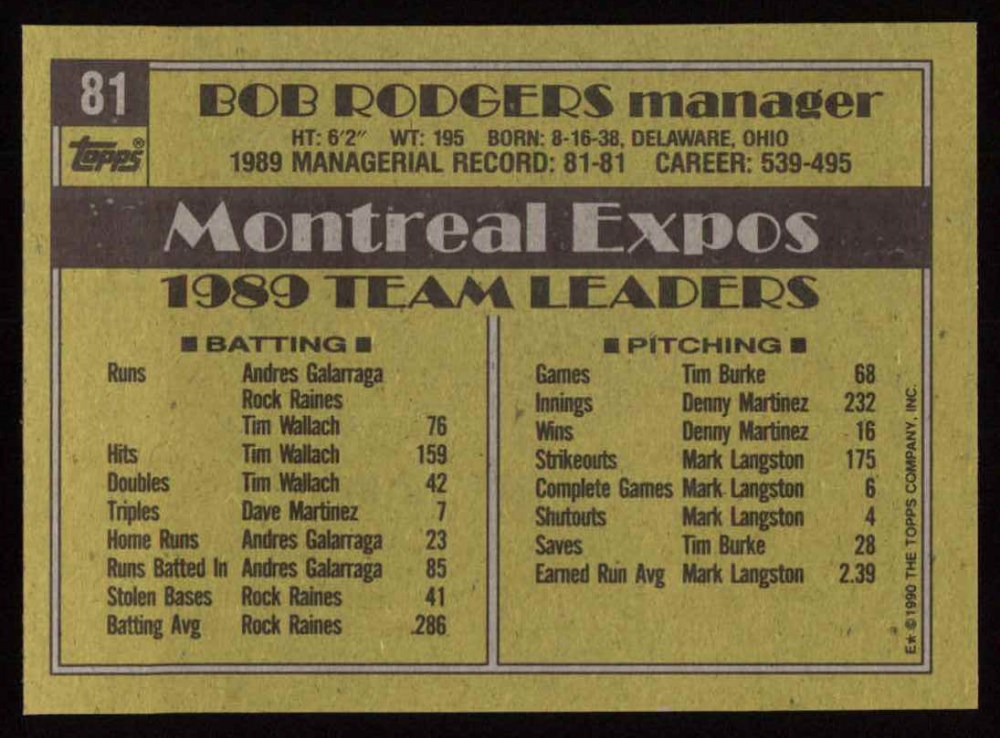 81
topps®
BOB RODGERS manager
HT: 6'2" WT: 195 BORN: 8-16-38, DELAWARE, OHIO
1989 MANAGERIAL RECORD: 81-81 CAREER: 539-495
Montreal Expos
1989 TEAM LEADERS
■ BATTING ■
Runs Andres Galarraga
Rock Raines
Tim Wallach 76
Hits Tim Wallach 159
Doubles Tim Wallach 42
Triples Dave Martinez 7
Home Runs Andres Galarraga 23
Runs Batted In Andres Galarraga 85
Stolen Bases Rock Raines 41
Batting Avg Rock Raines .286
■ PITCHING ■
Games Tim Burke 68
Innings Denny Martinez 232
Wins Denny Martinez 16
Strikeouts Mark Langston 175
Complete Games Mark Langston 6
Shutouts Mark Langston 4
Saves Tim Burke 28
Earned Run Avg Mark Langston 2.39
E* © 1990 THE TOPPS COMPANY, INC.